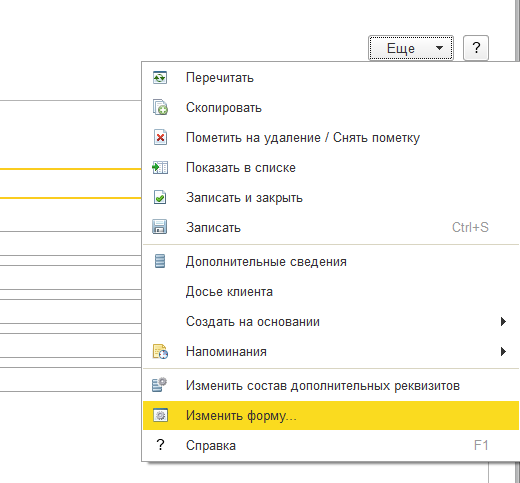 Еще ?
Перечитать
Скопировать
Пометить на удаление / Снять пометку
Показать в списке
Записать и закрыть
Записать Ctrl+S
Дополнительные сведения
Досье клиента
Создать на основании
Напоминания
Изменить состав дополнительных реквизитов
Изменить форму...
? Справка F1